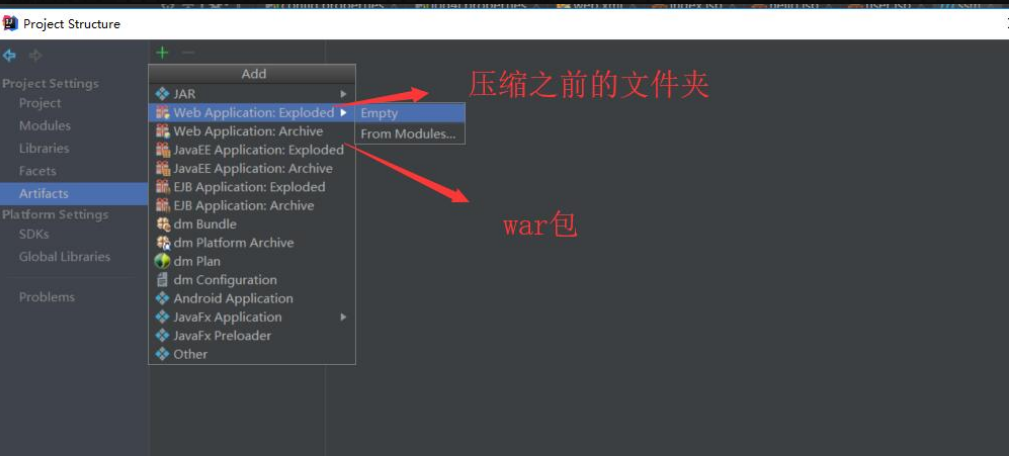 Project Structure
Project Settings
Project
Modules
Libraries
Facets
Artifacts
Platform Settings
SDKs
Global Libraries
Problems
Add
JAR
Web Application: Exploded
Web Application: Archive
JavaEE Application: Exploded
JavaEE Application: Archive
EJB Application: Exploded
EJB Application: Archive
dm Bundle
dm Platform Archive
dm Plan
dm Configuration
Android Application
JavaFx Application
JavaFx Preloader
Other
Empty
From Modules...
压缩之前的文件夹
war包